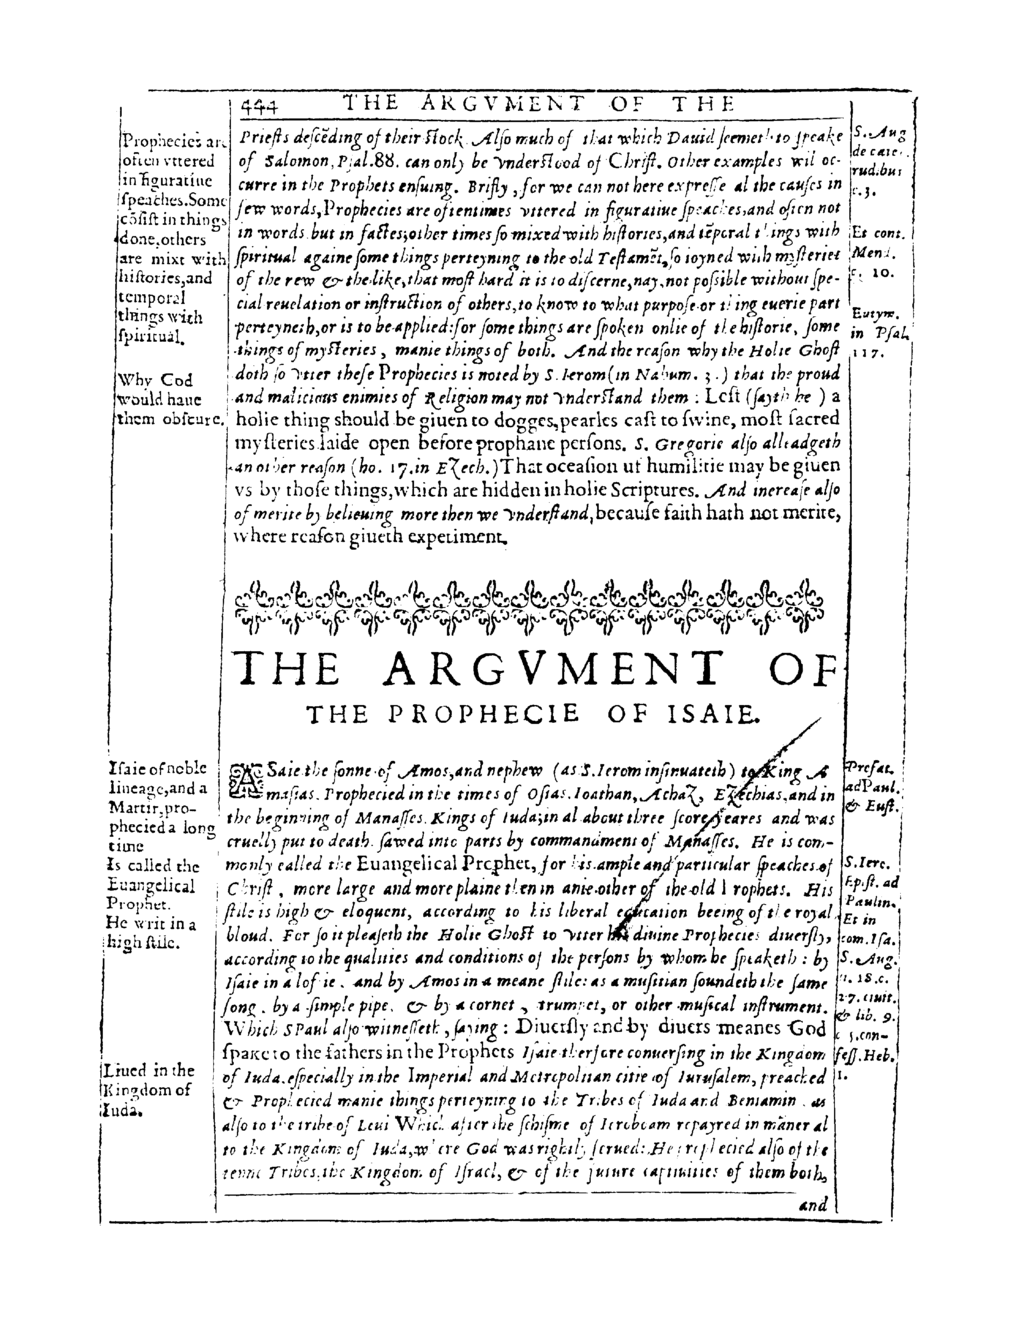 444 THE ARGVMENT OF THE
Prophecies are
often vttered
in figuratiue
speaches. Some
cõsist in things
done, others
are mixt with
histories, and
temporal
things with
spiritual.
Why God
would haue
them obscure.
Priests descẽding of their stock. Also much of that which Dauid seemeth to speake
of Salomon, Psal. 88. can only be vnderstood of Christ. Other examples wil oc-
curre in the Prophets ensuing. Brifly, for we can not here expresse al the causes in
few words, Prophecies are oftentimes vttered in figuratiue speaches, and often not
in words but in factes; other times so mixed with histories, and tẽporal things with
spiritual againe some things perteyning to the old Testamẽt, so ioyned with mysteries
of the new & the like, that most hard it is to discerne, nay, not possible without spe-
cial reuelation or instruction of others, to know to what purpose or thing euerie part
perteyneth, or is to be applied: for some things are spoken onlie of the historie, some
things of mysteries, manie things of both. And the reason why the Holie Ghost
doth so vtter these Prophecies is noted by S. Ierom (in Nahum. 3.) that the proud
and malicious enimies of Religion may not vnderstand them: Lest (sayth he) a
holie thing should be giuen to dogges, pearles cast to swine, most sacred
mysteries laide open before prophane persons. S. Gregorie also alleadgeth
an other reason (ho. 17. in Ezech.) That occasion of humilitie may be giuen
vs by those things, which are hidden in holie Scriptures. And increase also
of merite by belieuing more then we vnderstand, because faith hath not merite,
where reason giueth experiment.
S. Aug
de cate.
rud. bus
c. 3.
Et cont.
Mend.
c. 10.
Eutym.
in Psal.
117.
THE ARGVMENT OF
THE PROPHECIE OF ISAIE.
Isaie of noble
lineage, and a
Martir, pro-
phecied a long
time
Is called the
Euangelical
Prophet.
He writ in a
high stile.
Liued in the
Kingdom of
Iuda.
ASaie the sonne of Amos, and nephew (as S. Ierom insinuateth) to King A
masias. Prophecied in the times of Osias. Ioathan, Achaz, Ezechias, and in
the beginning of Manasses. Kings of Iuda; in al about three score yeares and was
cruelly put to death. sawed into parts by commandment of Manasses. He is com-
monly called the Euangelical Prophet, for his ample and particular speaches of
Christ, more large and more plaine then in anie other of the old Prophets. His
stile is high & eloquent, according to his liberal education beeing of the royal
bloud. For so it pleaseth the Holie Ghost to vtter his diuine Prophecies diuersly,
according to the qualities and conditions of the persons by whom he speaketh: by
Isaie in a loftie, and by Amos in a meane stile: as a musitian soundeth the same
song, by a simple pipe, & by a cornet, trumpet, or other musical instrument.
Which S Paul also witnesseth, saying: Diuersly and by diuers meanes God
spake to the fathers in the Prophets Isaie therfore conuersing in the Kingdom
of Iuda, especially in the Imperial and Metropolitan citie of Ierusalem, preached
& Prophecied manie things perteyning to the Tribes of Iuda and Beniamin, as
also to the tribe of Leui Which after the schisme of Ieroboam repayred in maner al
to the Kingdom of Iuda, where God was rightly serued: He prophecied also of the
tenne Tribes, the Kingdom of Israel, & of the future captiuities of them both,
and
Prefat.
ad Paul.
& Eust.
S. Iero.
Epist. ad
Paulin.
Et in
com. Isa.
S. Aug.
li. 18. c.
27. ciuit.
& lib. 9.
c 5. con-
fess. Heb.
1.